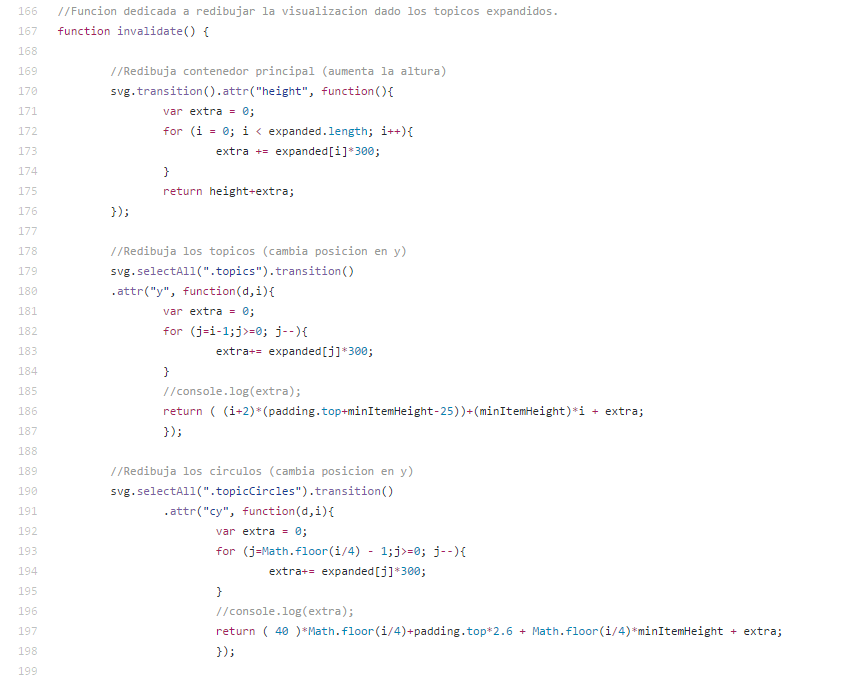 166 //Funcion dedicada a redibujar la visualizacion dado los topicos expandidos.
167 function invalidate() {
168
169 //Redibuja contenedor principal (aumenta la altura)
170 svg.transition().attr("height", function(){
171 var extra = 0;
172 for (i = 0; i < expanded.length; i++){
173 extra += expanded[i]*300;
174 }
175 return height+extra;
176 });
177
178 //Redibuja los topicos (cambia posicion en y)
179 svg.selectAll(".topics").transition()
180 .attr("y", function(d,i){
181 var extra = 0;
182 for (j=i-1;j>=0; j--){
183 extra+= expanded[j]*300;
184 }
185 //console.log(extra);
186 return ( (i+2)*(padding.top+minItemHeight-25))+(minItemHeight)*i + extra;
187 });
188
189 //Redibuja los circulos (cambia posicion en y)
190 svg.selectAll(".topicCircles").transition()
191 .attr("cy", function(d,i){
192 var extra = 0;
193 for (j=Math.floor(i/4) - 1;j>=0; j--){
194 extra+= expanded[j]*300;
195 }
196 //console.log(extra);
197 return ( 40 )*Math.floor(i/4)+padding.top*2.6 + Math.floor(i/4)*minItemHeight + extra;
198 });
199